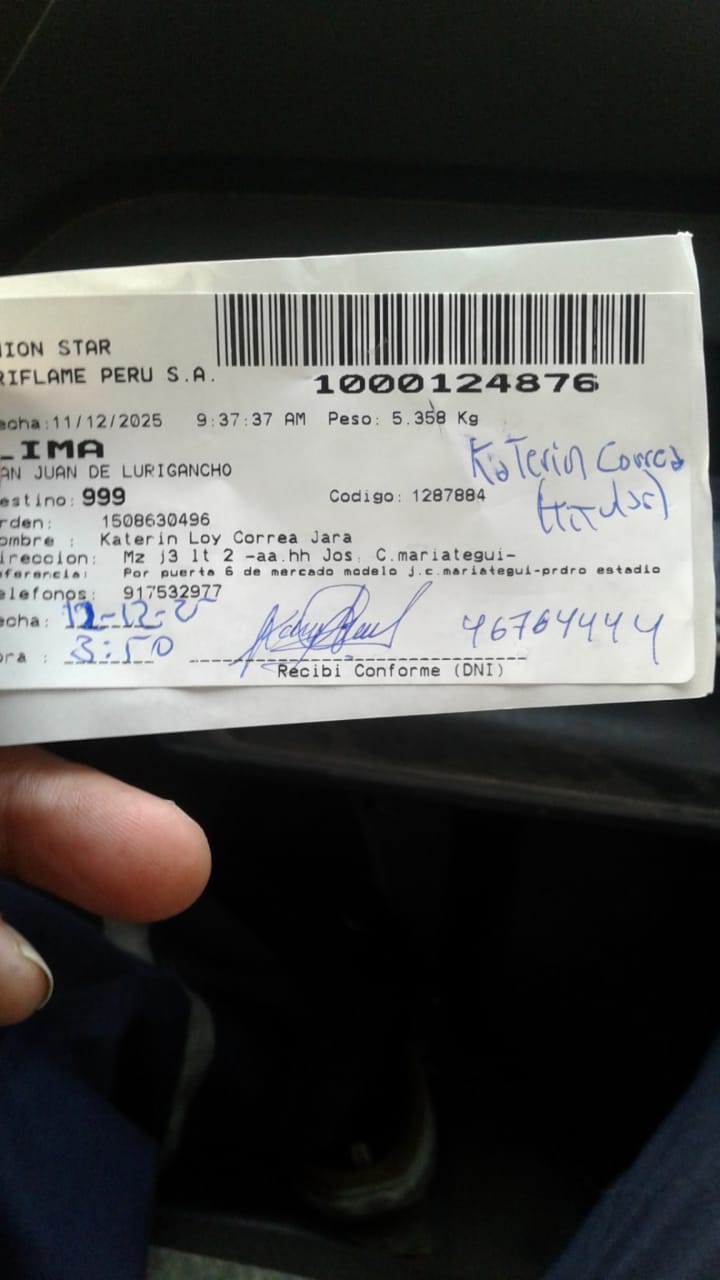 ION STAR
RIFLAME PERU S.A.
1000124876
echa:11/12/2025 9:37:37 AM Peso: 5.358 Kg
LIMA
AN JUAN DE LURIGANCHO
Katerin Correa
(titular)
estino: 999 Codigo: 1287884
rden: 1508630496
ombre : Katerin Loy Correa Jara
ireccion: Mz j3 lt 2 -aa.hh Jos. C.mariategui-
eferencia: Por puerta 6 de mercado modelo j.c.mariategui-prdro estadio
elefonos: 917532977
echa: 12-12-25
ora : 3:50
46764444
Recibi Conforme (DNI)